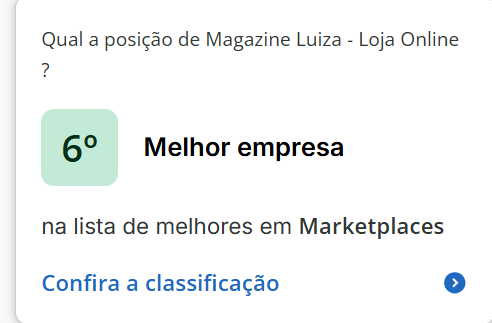 Qual a posição de Magazine Luiza - Loja Online
?
6º
Melhor empresa
na lista de melhores em Marketplaces
Confira a classificação